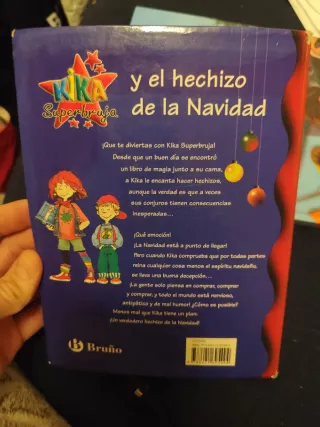 KIKA
Superbruja
y el hechizo
de la Navidad
¡Que te diviertas con Kika Superbruja!
Desde que un buen día se encontró
un libro de magia junto a su cama,
a Kika le encanta hacer hechizos,
aunque la verdad es que a veces
sus conjuros tienen consecuencias
inesperadas...
¡Qué emoción!
¡La Navidad está a punto de llegar!
Pero cuando Kika comprueba que por todas partes
reina cualquier cosa menos el espíritu navideño,
se lleva una buena decepción...
¡La gente solo piensa en comprar, comprar
y comprar, y todo el mundo está nervioso,
antipático y de mal humor! ¿Cómo es posible?
Menos mal que Kika tiene un plan:
¡Un verdadero hechizo de la Navidad!
Bruño